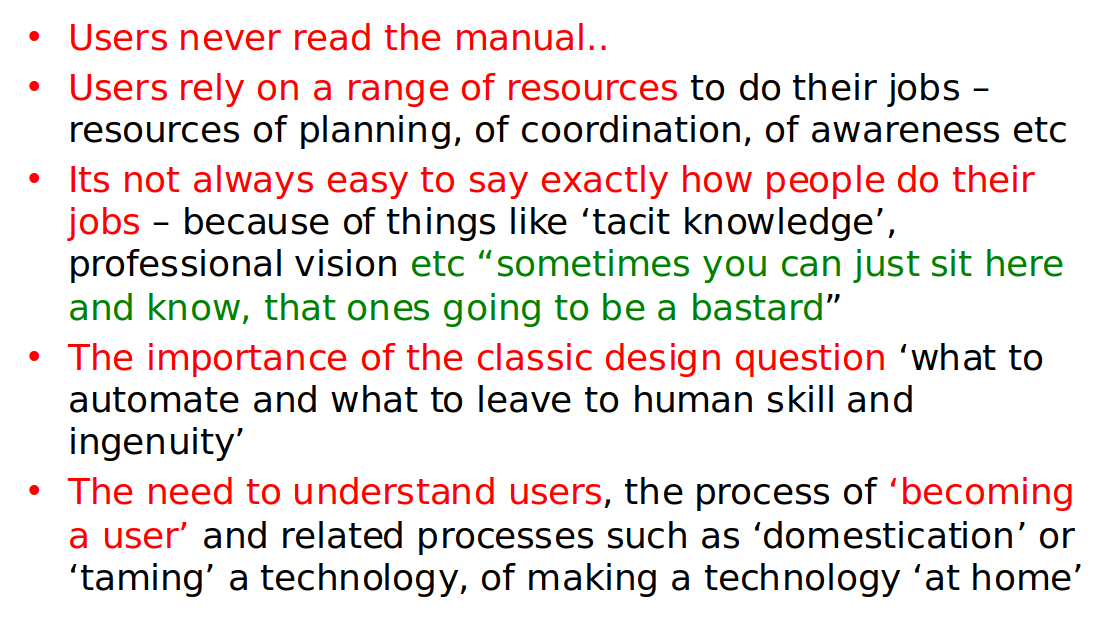 • Users never read the manual..
• Users rely on a range of resources to do their jobs –
resources of planning, of coordination, of awareness etc
• Its not always easy to say exactly how people do their
jobs – because of things like ‘tacit knowledge’,
professional vision etc “sometimes you can just sit here
and know, that ones going to be a bastard”
• The importance of the classic design question ‘what to
automate and what to leave to human skill and
ingenuity’
• The need to understand users, the process of ‘becoming
a user’ and related processes such as ‘domestication’ or
‘taming’ a technology, of making a technology ‘at home’